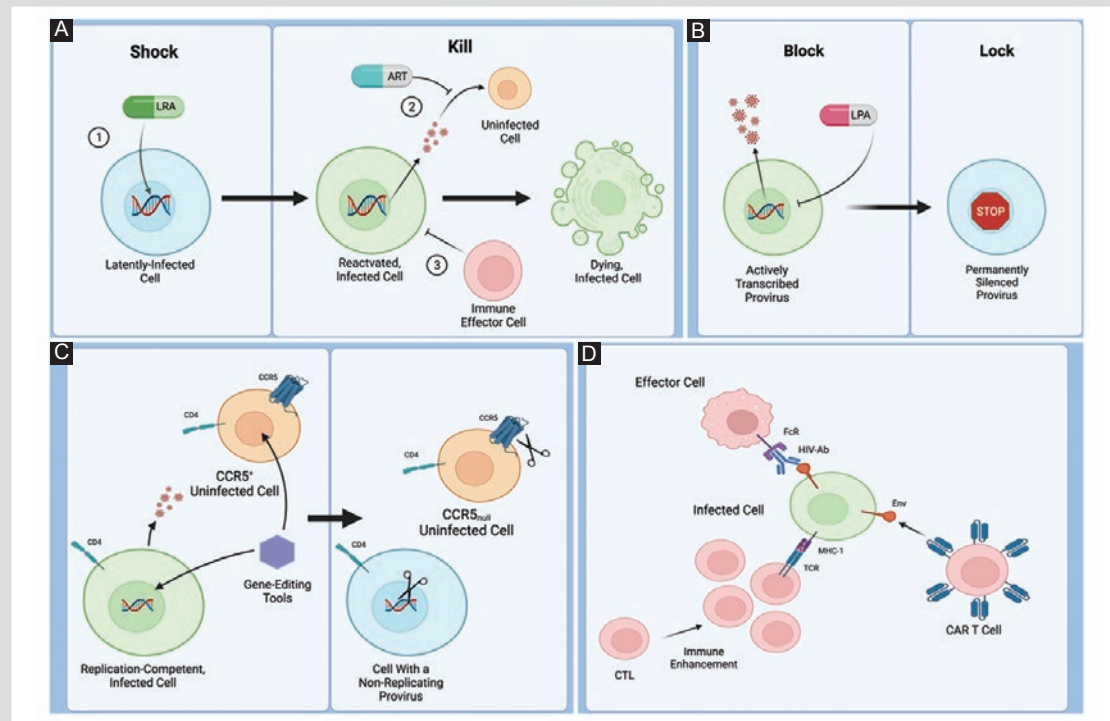 A
Shock
LRA
1
Latently-Infected
Cell
Kill
ART
2
Uninfected
Cell
Reactvated,
Infected Cell
3
Immune
Effector Cell
Dying,
Infected Cell
B
Block
LPA
Actively
Transcribed
Provirus
Lock
STOP
Permanently
Silenced
Provirus
C
CCR5
CD4
CCR5+
Uninfected Cell
CD4
Gene-Editing
Tools
Replication-Competent,
Infected Cell
CCR5
CD4
CCR5null
Uninfected Cell
CD4
Cell With a
Non-Replicating
Provirus
D
Effector Cell
FcR
HIV-Ab
Infected Cell
Env
MHC-1
TCR
CAR T Cell
Immune
Enhancement
CTL